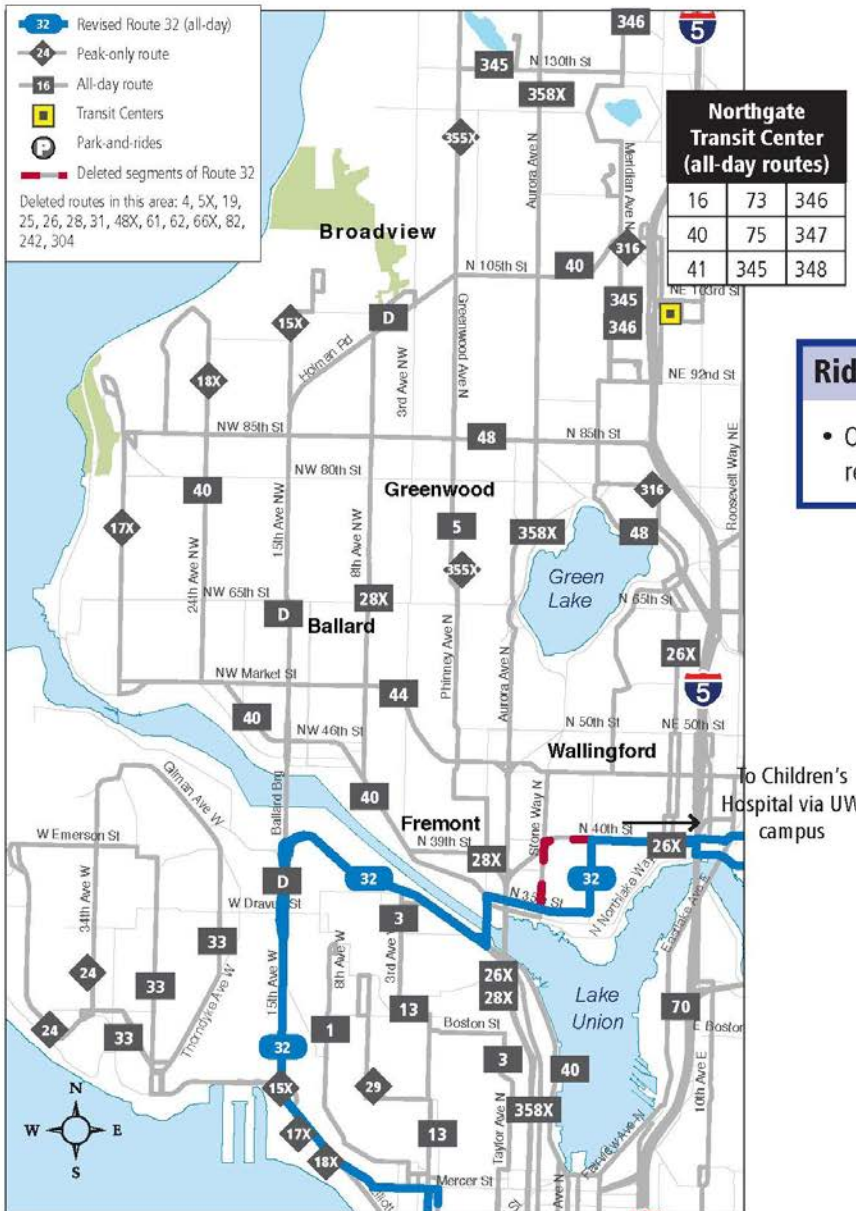 32 Revised Route 32 (all-day)
24 Peak-only route
16 All-day route
Transit Centers
P Park-and-rides
Deleted segments of Route 32
Deleted routes in this area: 4, 5X, 19,
25, 26, 28, 31, 48X, 61, 62, 66X, 82,
242, 304
346
5
345
N 130th St
358X
Northgate
Transit Center
(all-day routes)
16 73 346
40 75 347
41 345 348
355X
Aurora Ave N
Meridian Ave N
Broadview
316
N 105th St
40
345
346
NE 103rd St
15X
D
Holman Rd
3rd Ave NW
Greenwood Ave N
18X
NE 92nd St
Rid
• O
re
NW 85th St
48
N 85th St
NW 80th St
Greenwood
40
316
Roosevelt Way NE
17X
15th Ave NW
8th Ave NW
5
358X
48
24th Ave NW
355X
Green
Lake
NW 65th St
28X
N 65th St
D
Ballard
Phinney Ave N
Aurora Ave N
26X
NW Market St
44
5
40
NW 46th St
N 50th St
NE 50th St
Wallingford
Gilman Ave W
Ballard Brg
40
To Children's
Hospital via UW
campus
W Emerson St
Fremont
Stone Way N
N 40th St
N 39th St
28X
26X
34th Ave W
D
32
32
N Northlake Way
W Dravus St
3
Eastlake Ave E
33
8th Ave W
3rd Ave W
24
15th Ave W
26X
28X
33
Thorndyke Ave W
13
Lake
Union
70
24
33
1
Boston St
E Boston
32
3
15X
29
40
10th Ave E
N
W E
S
17X
13
Taylor Ave N
358X
Fairview Ave N
18X
Mercer St
Ave N